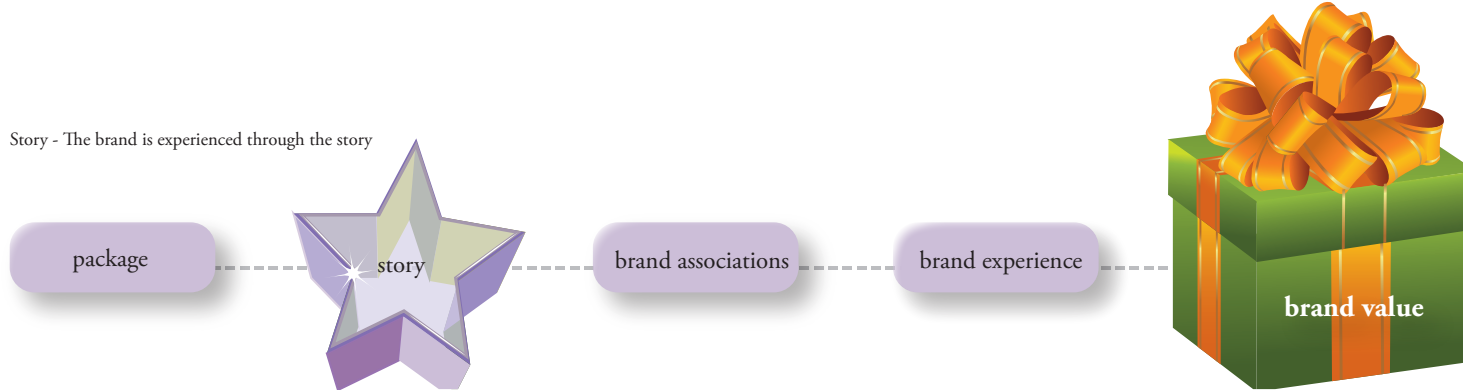 Story - The brand is experienced through the story
package
story
brand associations
brand experience
brand value